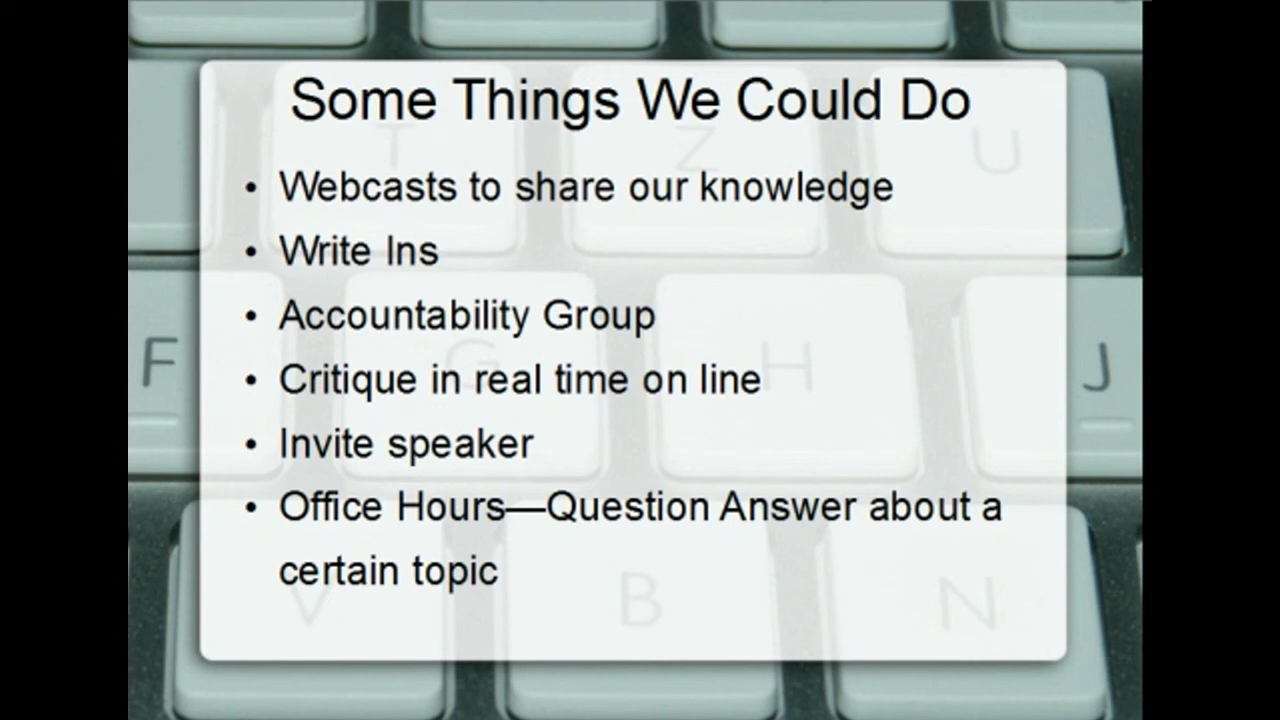 Some Things We Could Do
• Webcasts to share our knowledge
• Write Ins
• Accountability Group
• Critique in real time on line
• Invite speaker
• Office Hours—Question Answer about a
certain topic
T Z U
F G H J
V B N